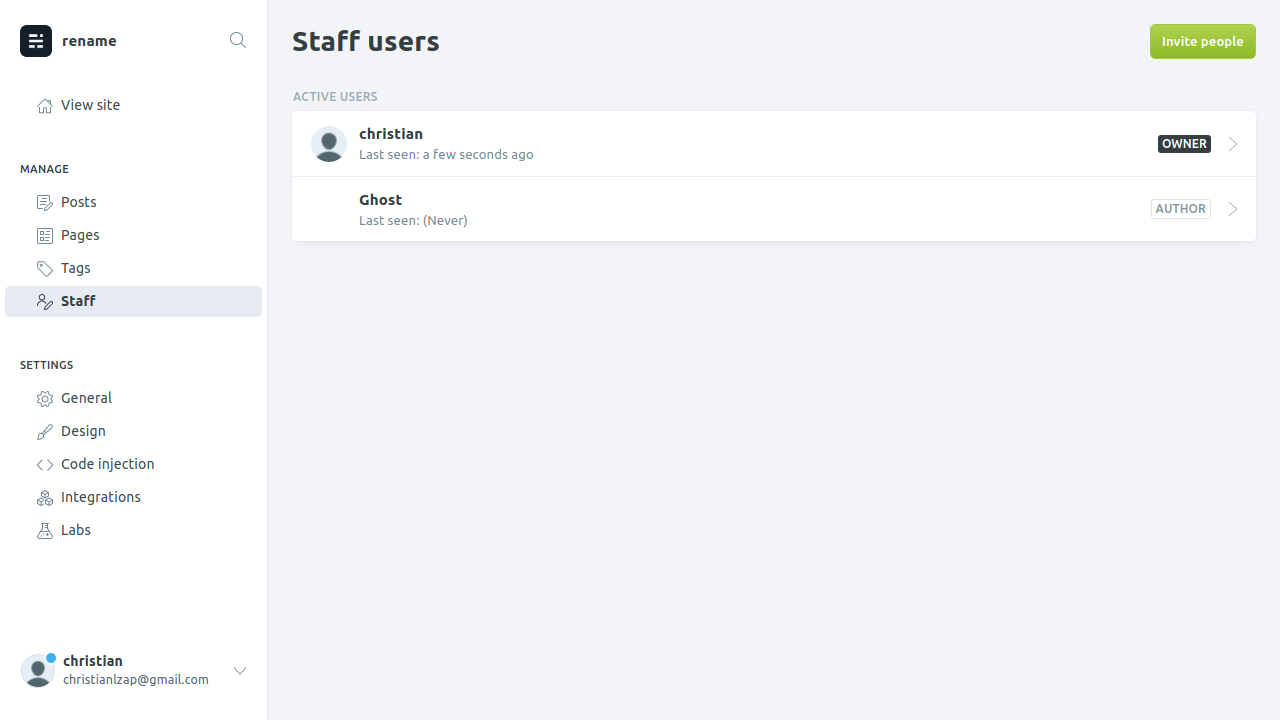 rename
View site
MANAGE
Posts
Pages
Tags
Staff
SETTINGS
General
Design
Code injection
Integrations
Labs
christian
christianlzap@gmail.com
Staff users
Invite people
ACTIVE USERS
christian
Last seen: a few seconds ago
OWNER
Ghost
Last seen: (Never)
AUTHOR